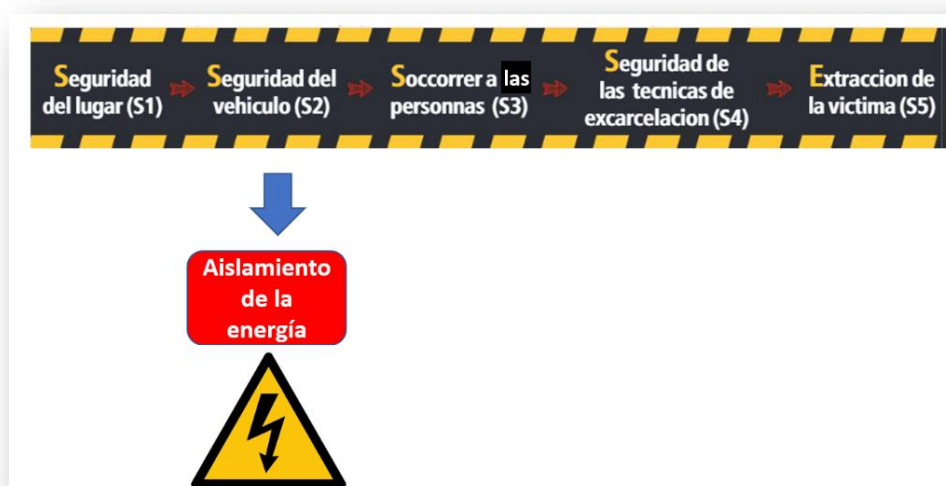 Seguridad
del lugar (S1)
Seguridad del
vehiculo (S2)
Soccorrer a las
personnas (S3)
Seguridad de
las tecnicas de
excarcelacion (S4)
Extraccion de
la victima (S5)
Aislamiento
de la
energía